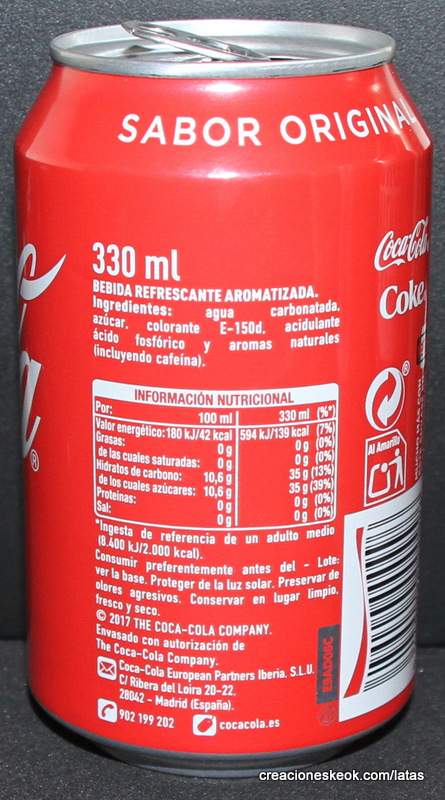 SABOR ORIGINAL
330 ml
BEBIDA REFRESCANTE AROMATIZADA.
Ingredientes: agua carbonatada,
azúcar, colorante E-150d, acidulante
ácido fosfórico y aromas naturales
(incluyendo cafeína).
INFORMACIÓN NUTRICIONAL
Por: 100 ml 330 ml (%*)
Valor energético: 180 kJ/42 kcal 594 kJ/139 kcal (7%)
Grasas: 0 g 0 g (0%)
de las cuales saturadas: 0 g 0 g (0%)
Hidratos de carbono: 10,6 g 35 g (13%)
de los cuales azúcares: 10,6 g 35 g (39%)
Proteínas: 0 g 0 g (0%)
Sal: 0 g 0 g (0%)
*Ingesta de referencia de un adulto medio
(8.400 kJ/2.000 kcal).
Consumir preferentemente antes del - Lote:
ver la base. Proteger de la luz solar. Preservar de
olores agresivos. Conservar en lugar limpio,
fresco y seco.
© 2017 THE COCA-COLA COMPANY.
Envasado con autorización de
The Coca-Cola Company.
Coca-Cola European Partners Iberia, S.L.U.
C/ Ribera del Loira 20-22.
28042 - Madrid (España).
902 199 202 cocacola.es
Coca-Cola
Coke
Al Amarillo
®
creacioneskeok.com/latas